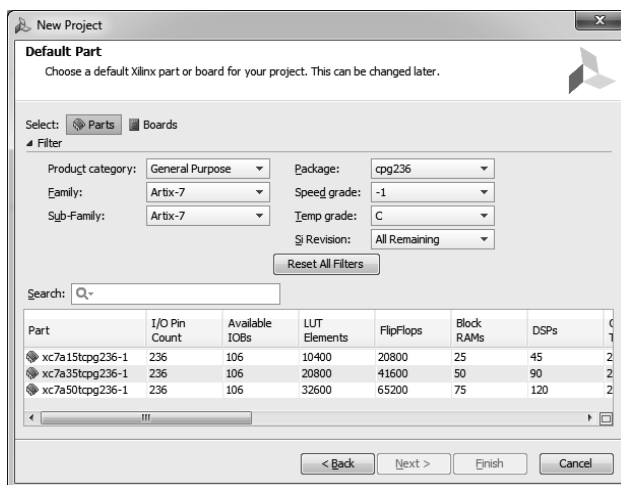 New Project
Default Part
Choose a default Xilinx part or board for your project. This can be changed later.
Select: Parts Boards
Filter
Product category: General Purpose Package: cpg236
Family: Artix-7 Speed grade: -1
Sub-Family: Artix-7 Temp grade: C
Si Revision: All Remaining
Reset All Filters
Search:
Part I/O Pin Count Available IOBs LUT Elements FlipFlops Block RAMs DSPs
xc7a15tcpg236-1 236 106 10400 20800 25 45 2
xc7a35tcpg236-1 236 106 20800 41600 50 90 2
xc7a50tcpg236-1 236 106 32600 65200 75 120 2
< Back Next > Finish Cancel